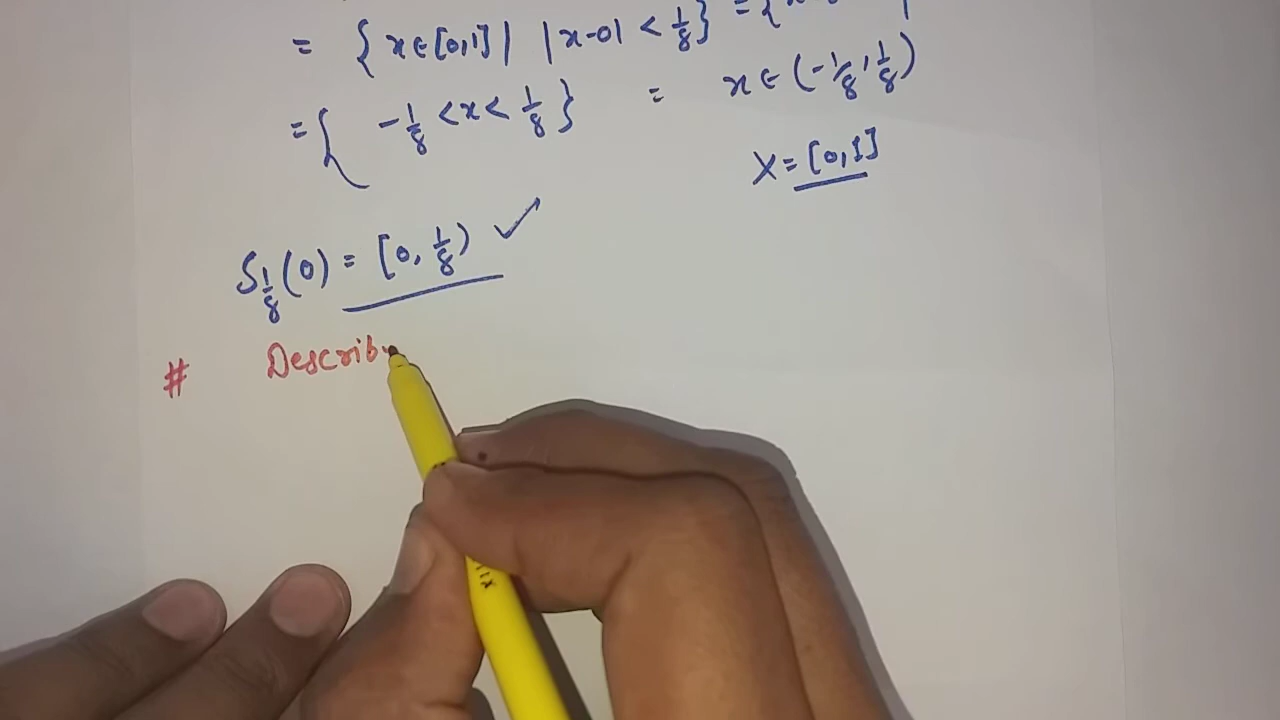 = {x∈[0,1] | |x-0| < 1/8} = {x
= { -1/8 <x< 1/8 } = x ∈ (-1/8, 1/8)
X = [0,1]
S1/8(0) = [0, 1/8) ✓
# Describ